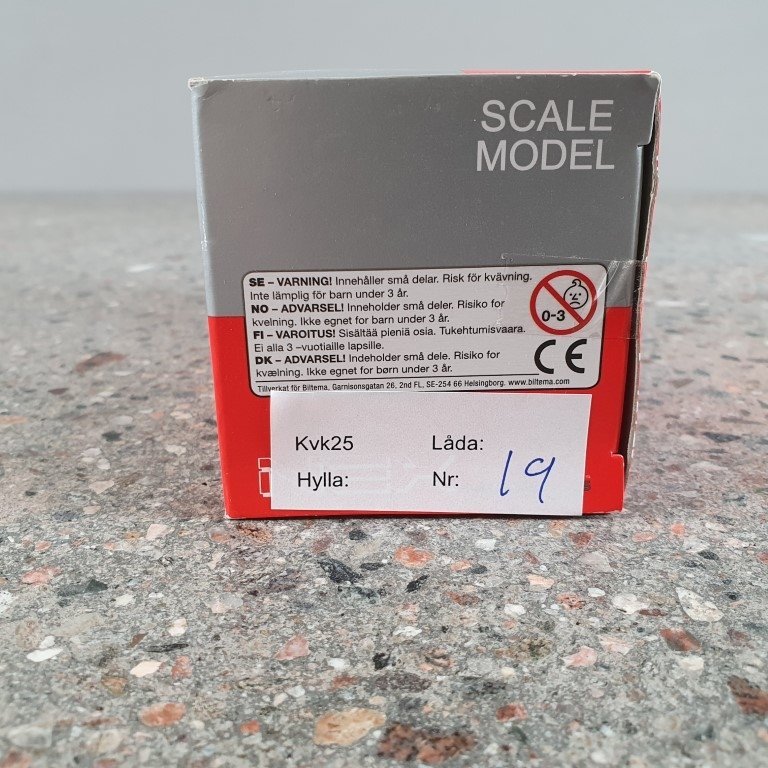 SCALE
MODEL
SE – VARNING! Innehåller små delar. Risk för kvävning.
Inte lämplig för barn under 3 år.
NO – ADVARSEL! Inneholder små deler. Risiko for
kvelning. Ikke egnet for barn under 3 år.
FI – VAROITUS! Sisältää pieniä osia. Tukehtumisvaara.
Ei alla 3 –vuotiaille lapsille.
DK – ADVARSEL! Indeholder små dele. Risiko for
kvælning. Ikke egnet for børn under 3 år.
0-3
CE
Tillverkat för Biltema, Garnisonsgatan 26, 2nd FL, SE-254 66 Helsingborg. www.biltema.com
Kvk25 Låda:
Hylla: Nr: 19